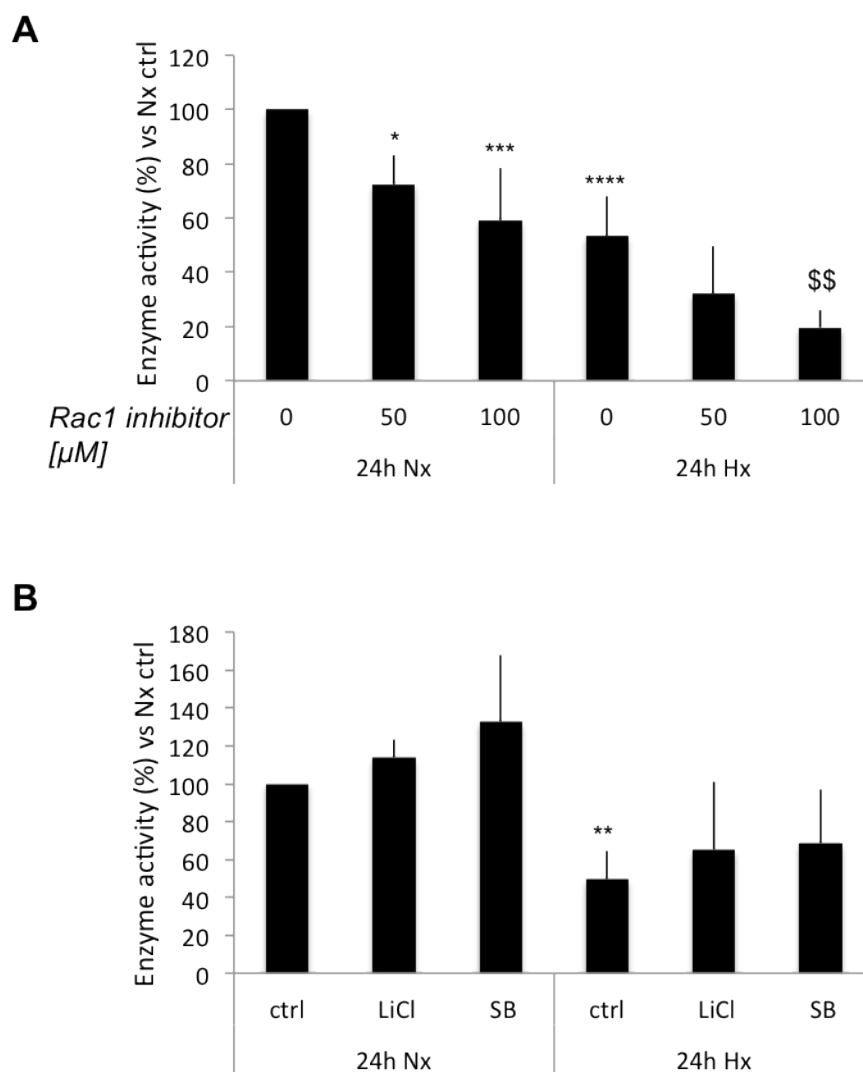 A
Enzyme activity (%) vs Nx ctrl
120
100
80
60
40
20
0
*
***
****
$$
Rac1 inhibitor
[µM]
0 50 100 0 50 100
24h Nx 24h Hx
B
Enzyme activity (%) vs Nx ctrl
180
160
140
120
100
80
60
40
20
0
**
ctrl LiCl SB ctrl LiCl SB
24h Nx 24h Hx